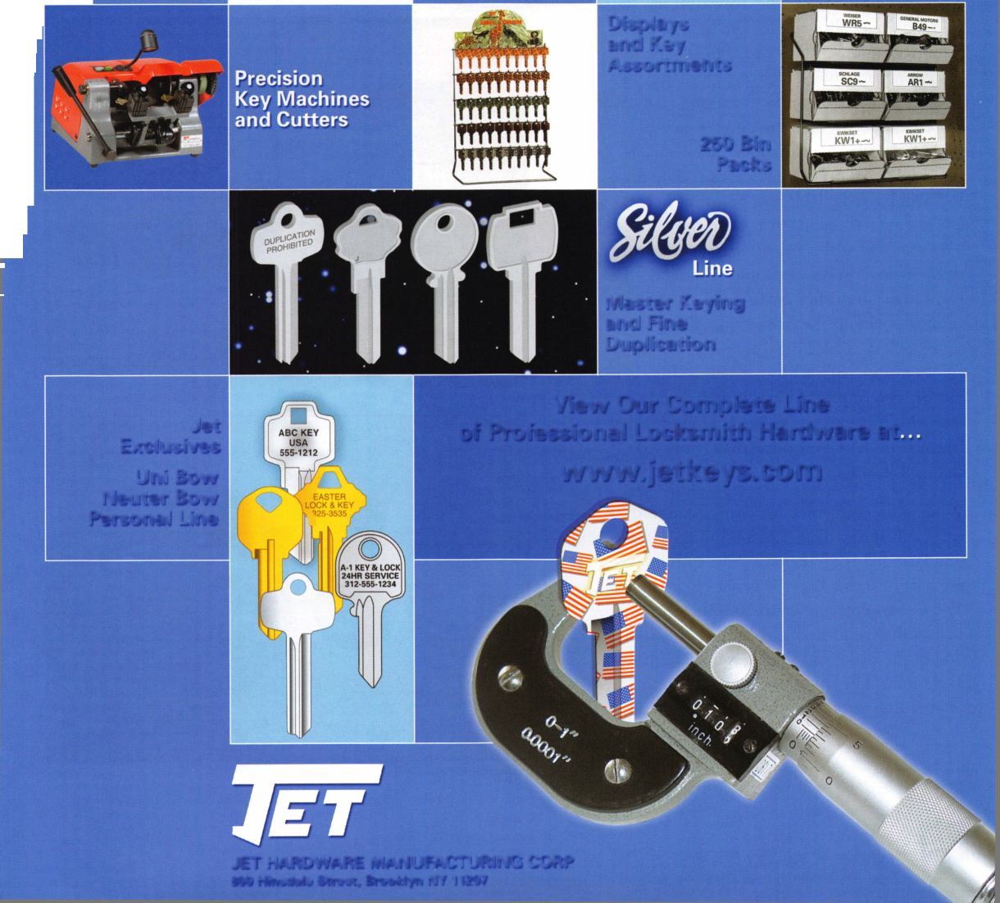 Precision
Key Machines
and Cutters
Displays
and Key
Assortments
250 Bin
Packs
WEISER
WR5
GENERAL MOTORS
B49
SCHLAGE
SC9
ARROW
AR1
KWIKSET
KW1+
KWIKSET
KW1+
DUPLICATION
PROHIBITED
Silver
Line
Master Keying
and Fine
Duplication
Jet
Exclusives
Uni Bow
Neuter Bow
Personal Line
ABC KEY
USA
555-1212
EASTER
LOCK & KEY
325-3535
A-1 KEY & LOCK
24HR SERVICE
312-555-1234
View Our Complete Line
of Professional Locksmith Hardware at...
www.jetkeys.com
JET
0-1"
0.0001"
inch.
0
5
0
JET
JET HARDWARE MANUFACTURING CORP
Street, Brooklyn NY 11207